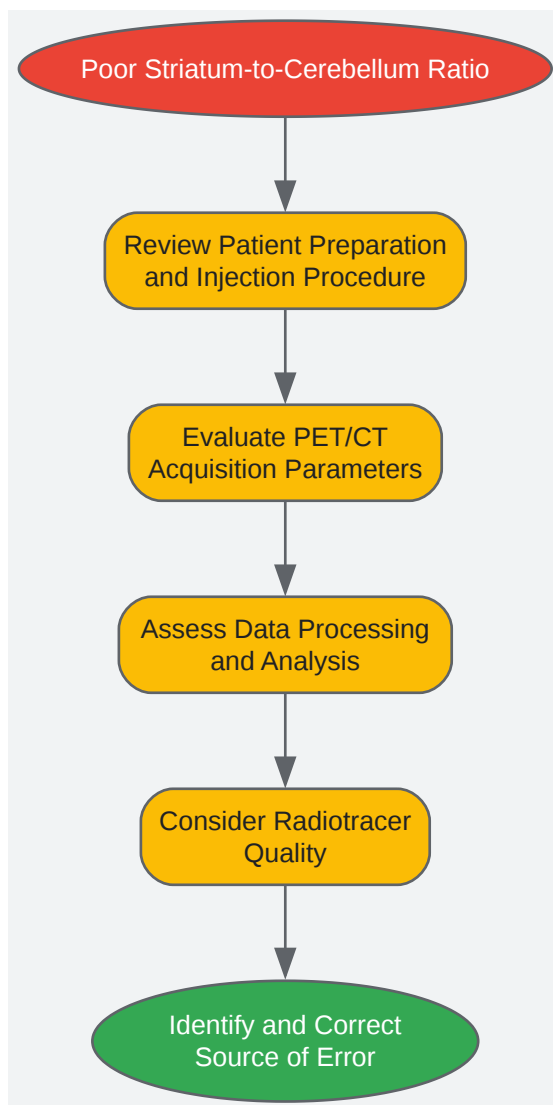 Poor Striatum-to-Cerebellum Ratio
Review Patient Preparation
and Injection Procedure
Evaluate PET/CT
Acquisition Parameters
Assess Data Processing
and Analysis
Consider Radiotracer
Quality
Identify and Correct
Source of Error